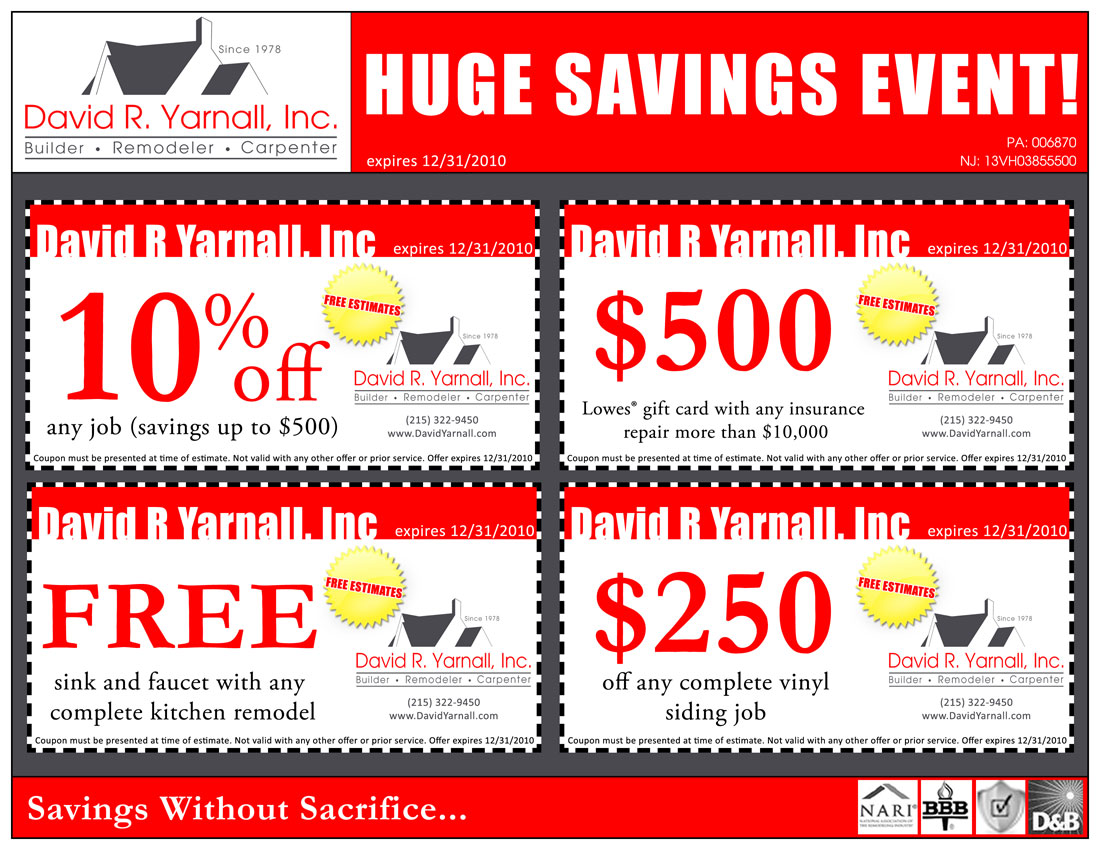 Since 1978
David R. Yarnall, Inc.
Builder • Remodeler • Carpenter
HUGE SAVINGS EVENT!
expires 12/31/2010
PA: 006870
NJ: 13VH03855500
David R Yarnall, Inc expires 12/31/2010
10% off
any job (savings up to $500)
FREE ESTIMATES
Since 1978
David R. Yarnall, Inc.
Builder • Remodeler • Carpenter
(215) 322-9450
www.DavidYarnall.com
Coupon must be presented at time of estimate. Not valid with any other offer or prior service. Offer expires 12/31/2010
David R Yarnall, Inc expires 12/31/2010
$500
Lowes® gift card with any insurance
repair more than $10,000
FREE ESTIMATES
Since 1978
David R. Yarnall, Inc.
Builder • Remodeler • Carpenter
(215) 322-9450
www.DavidYarnall.com
Coupon must be presented at time of estimate. Not valid with any other offer or prior service. Offer expires 12/31/2010
David R Yarnall, Inc expires 12/31/2010
FREE
sink and faucet with any
complete kitchen remodel
FREE ESTIMATES
Since 1978
David R. Yarnall, Inc.
Builder • Remodeler • Carpenter
(215) 322-9450
www.DavidYarnall.com
Coupon must be presented at time of estimate. Not valid with any other offer or prior service. Offer expires 12/31/2010
David R Yarnall, Inc expires 12/31/2010
$250
off any complete vinyl
siding job
FREE ESTIMATES
Since 1978
David R. Yarnall, Inc.
Builder • Remodeler • Carpenter
(215) 322-9450
www.DavidYarnall.com
Coupon must be presented at time of estimate. Not valid with any other offer or prior service. Offer expires 12/31/2010
Savings Without Sacrifice...
NARI®
NATIONAL ASSOCIATION OF
THE REMODELING INDUSTRY
BBB
D&B